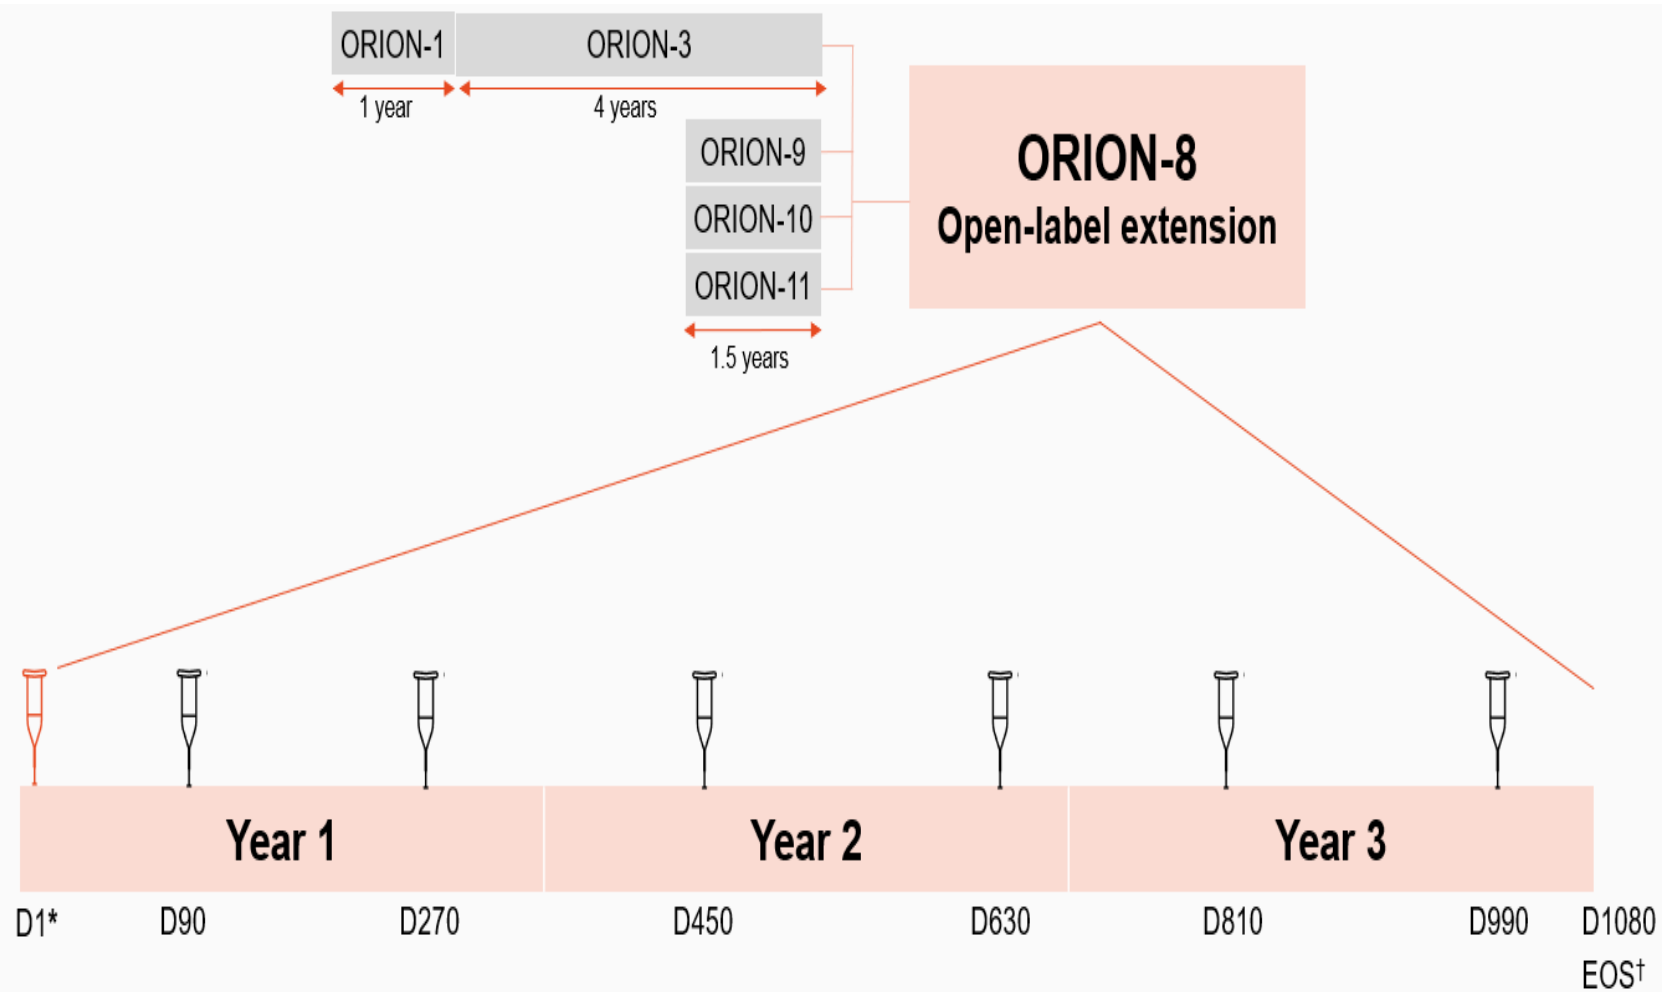 ORION-1 ORION-3
1 year 4 years
ORION-9
ORION-10
ORION-11
1.5 years
ORION-8
Open-label extension
Year 1 Year 2 Year 3
D1* D90 D270 D450 D630 D810 D990 D1080
EOS†